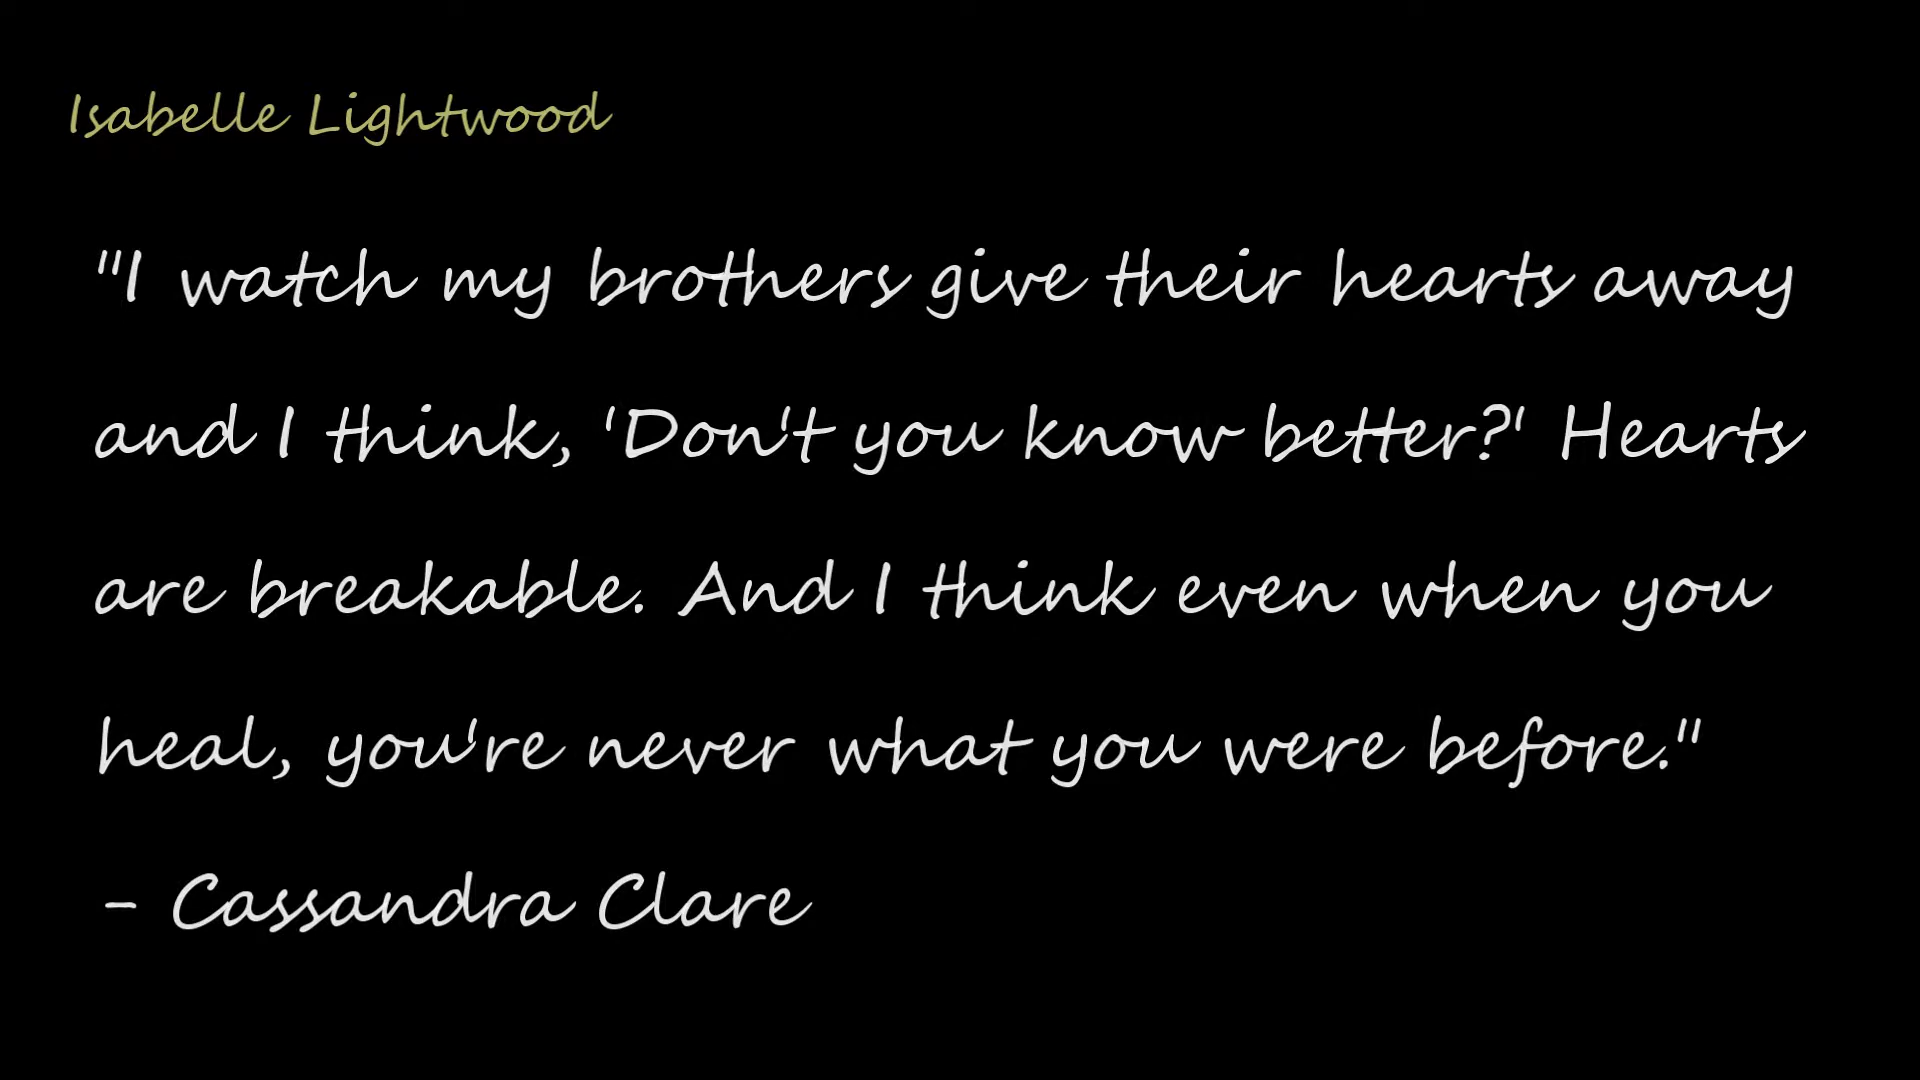 Isabelle Lightwood
"I watch my brothers give their hearts away
and I think, 'Don't you know better?' Hearts
are breakable. And I think even when you
heal, you're never what you were before."
- Cassandra Clare